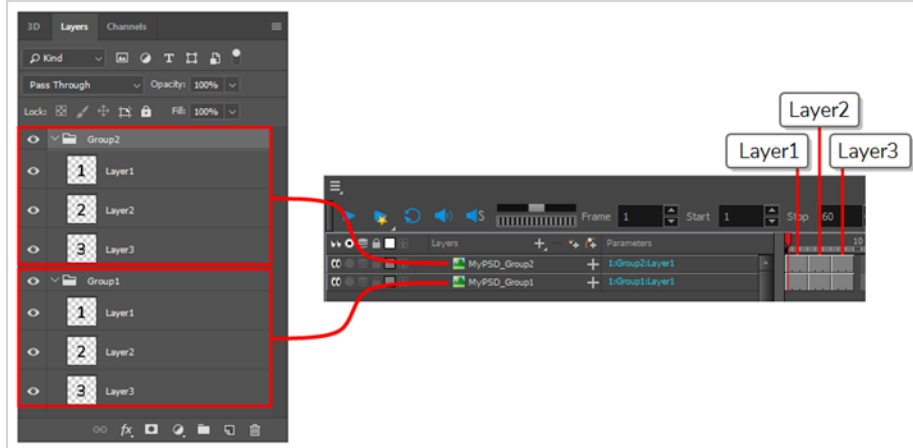 3D Layers Channels
Kind
Pass Through Opacity: 100%
Lock: Fill: 100%
Group2
1 Layer1
2 Layer2
3 Layer3
Group1
1 Layer1
2 Layer2
3 Layer3
fx
Layer2
Layer1 Layer3
S Frame 1 Start 1 Stop 60
Layers Parameters 10
MyPSD_Group2 1:Group2:Layer1
MyPSD_Group1 1:Group1:Layer1